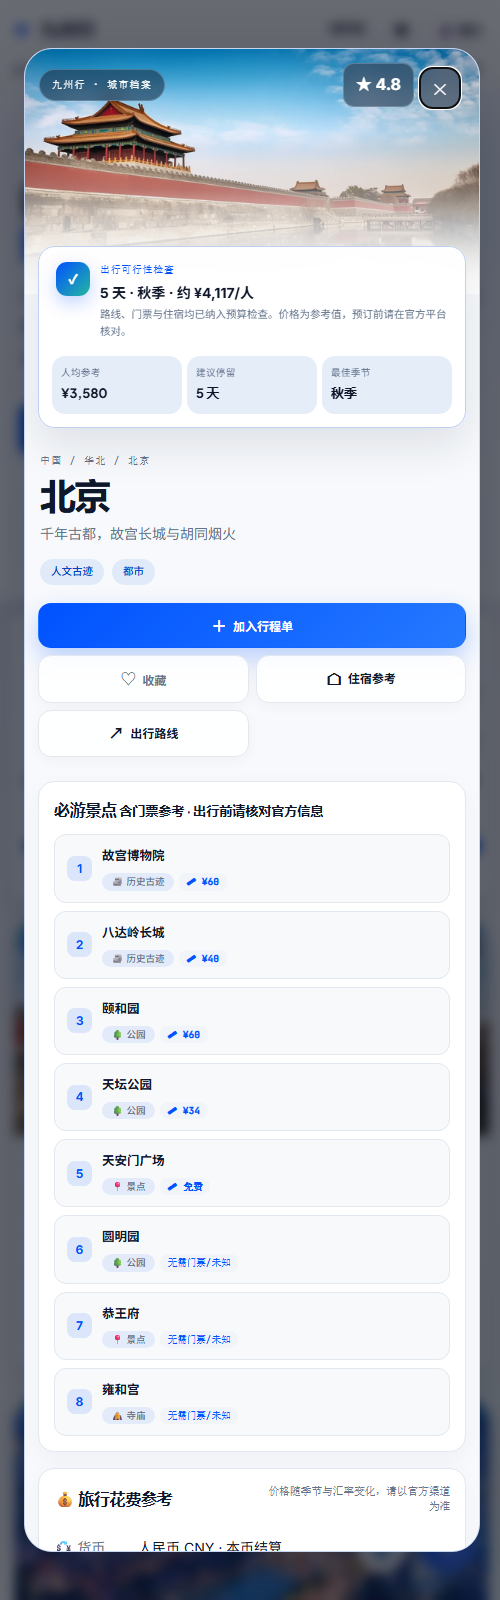 九州行 · 城市档案
★ 4.8
×
出行可行性检查
5 天 · 秋季 · 约 ¥4,117/人
路线、门票与住宿均已纳入预算检查。价格为参考值，预订前请在官方平台
核对。
人均参考
¥3,580
建议停留
5 天
最佳季节
秋季
中国 / 华北 / 北京
北京
千年古都，故宫长城与胡同烟火
人文古迹
都市
+ 加入行程单
♡ 收藏
住宿参考
↗ 出行路线
必游景点 含门票参考 · 出行前请核对官方信息
1
故宫博物院
历史古迹
¥60
2
八达岭长城
历史古迹
¥40
3
颐和园
公园
¥60
4
天坛公园
公园
¥34
5
天安门广场
景点
免费
6
圆明园
公园
无需门票/未知
7
恭王府
景点
无需门票/未知
8
雍和宫
寺庙
无需门票/未知
旅行花费参考
价格随季节与汇率变化，请以官方渠道
为准
货币
人民币 CNY · 本币结算